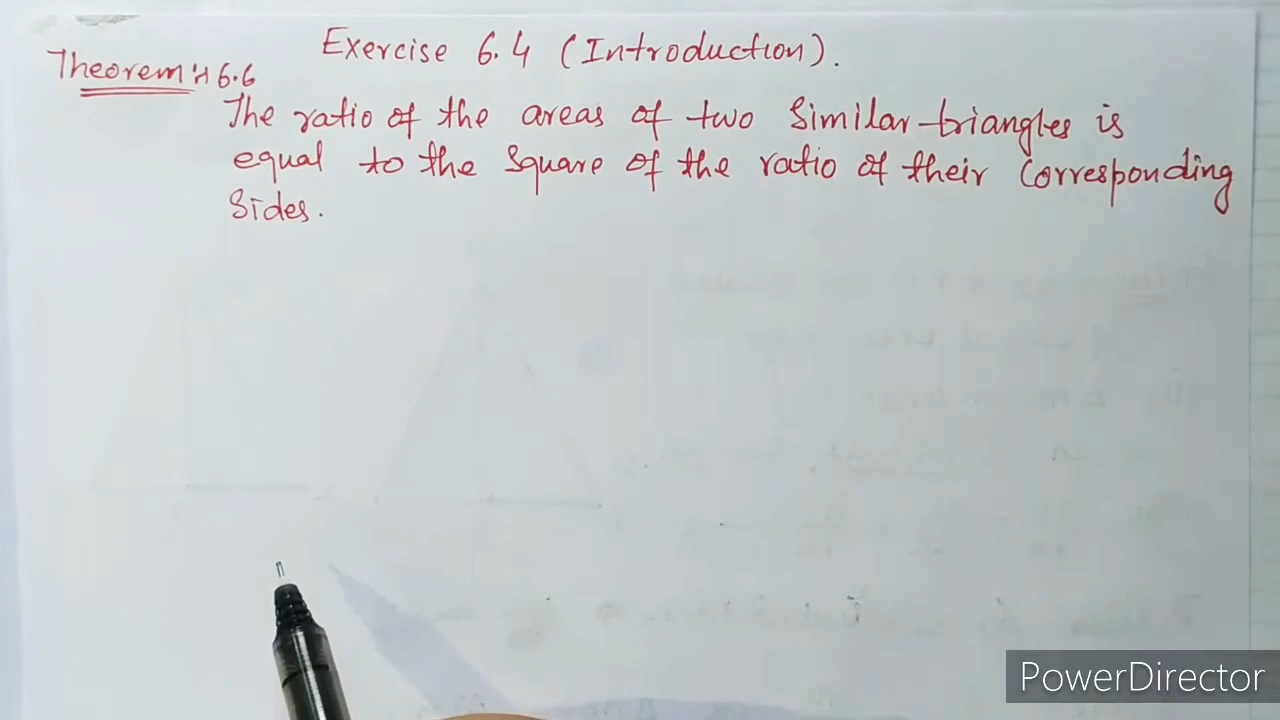 Exercise 6.4 (Introduction).
Theorem:- 6.6
The ratio of the areas of two Similar triangles is
equal to the square of the ratio of their Corresponding
Sides.
PowerDirector